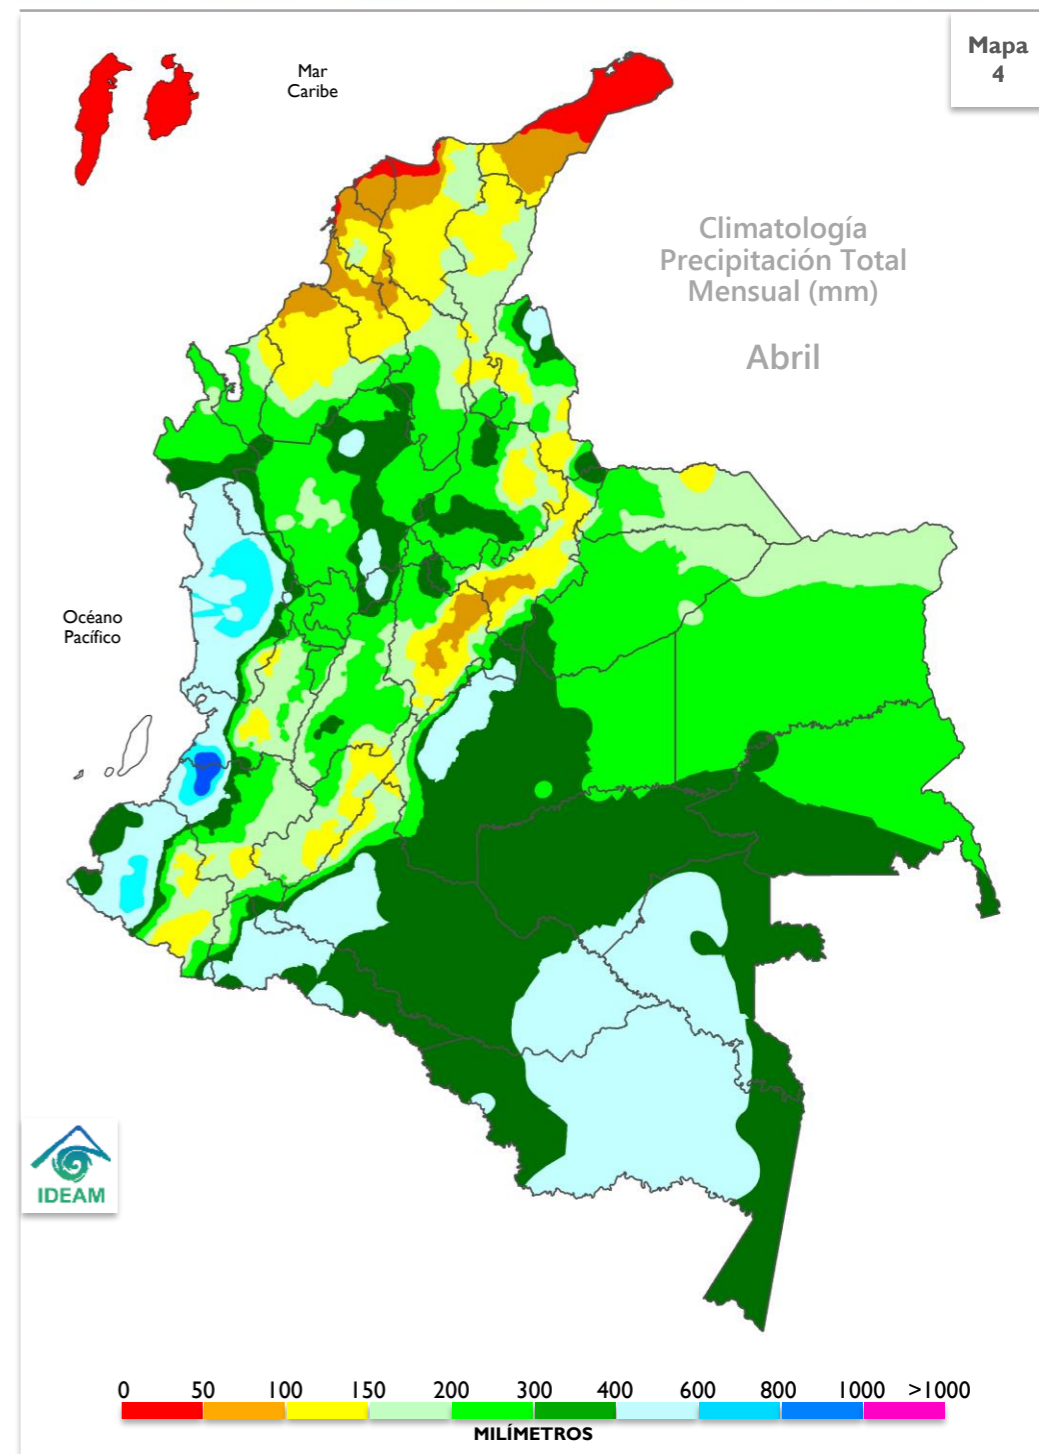 Mapa
4
Mar
Caribe
Climatología
Precipitación Total
Mensual (mm)
Abril
Océano
Pacífico
IDEAM
0 50 100 150 200 300 400 600 800 1000 >1000
MILÍMETROS